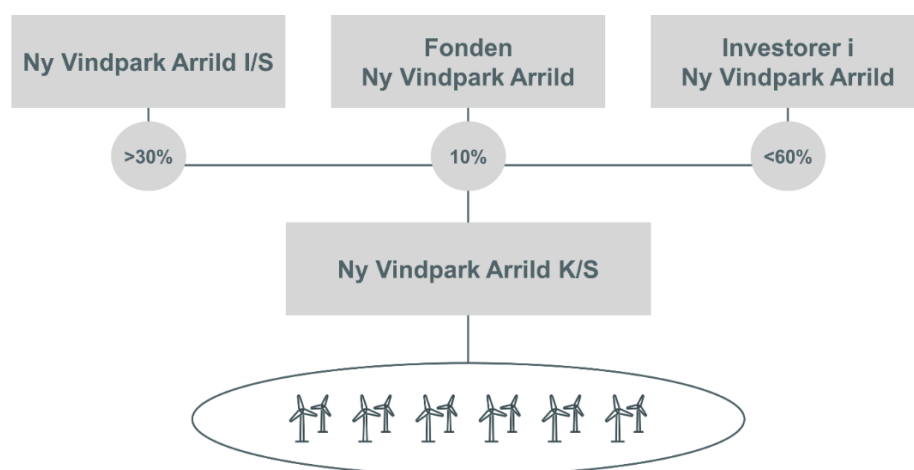 Ny Vindpark Arrild I/S
Fonden
Ny Vindpark Arrild
Investorer i
Ny Vindpark Arrild
>30%
10%
<60%
Ny Vindpark Arrild K/S